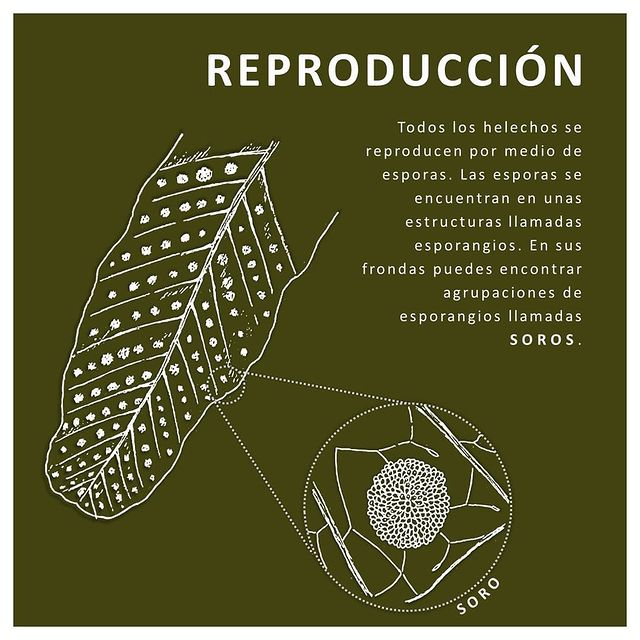 REPRODUCCIÓN
Todos los helechos se
reproducen por medio de
esporas. Las esporas se
encuentran en unas
estructuras llamadas
esporangios. En sus
frondas puedes encontrar
agrupaciones de
esporangios llamadas
SOROS.
SORO